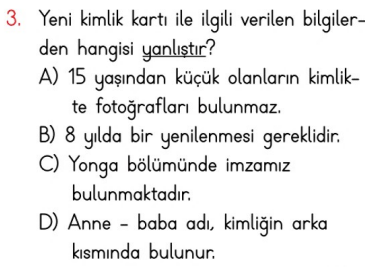 3. Yeni kimlik kartı ile ilgili verilen bilgiler-
den hangisi yanlıştır?
A) 15 yaşından küçük olanların kimlik-
te fotoğrafları bulunmaz.
B) 8 yılda bir yenilenmesi gereklidir.
C) Yonga bölümünde imzamız
bulunmaktadır.
D) Anne - baba adı, kimliğin arka
kısmında bulunur.